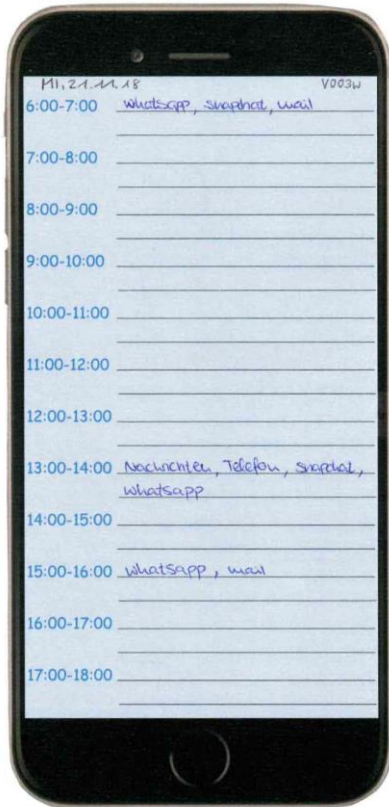 MI, 21.11.18 V003W
6:00-7:00 whatsapp, snapchat, mail
7:00-8:00
8:00-9:00
9:00-10:00
10:00-11:00
11:00-12:00
12:00-13:00
13:00-14:00 Nachrichten, Telefon, snapchat,
whatsapp
14:00-15:00
15:00-16:00 whatsapp, mail
16:00-17:00
17:00-18:00